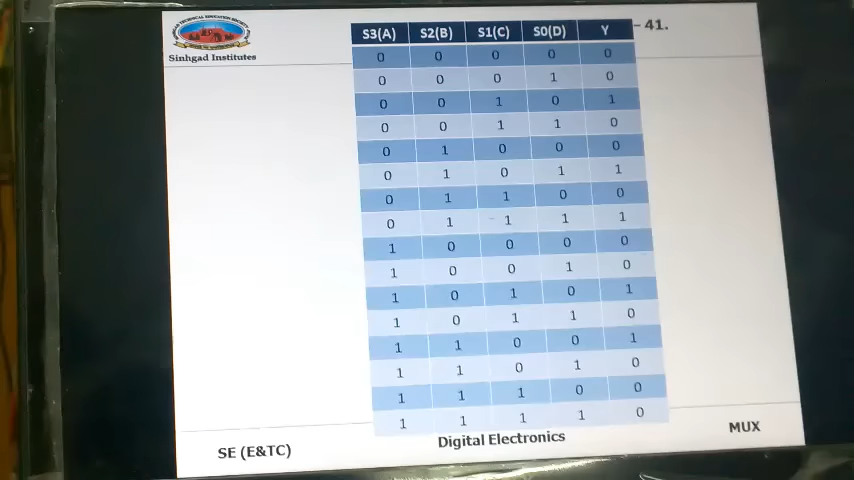 SINHGAD TECHNICAL EDUCATION SOCIETY
Sinhgad Institutes
– 41.
S3(A) S2(B) S1(C) S0(D) Y
0 0 0 0 0
0 0 0 1 0
0 0 1 0 1
0 0 1 1 0
0 1 0 0 0
0 1 0 1 1
0 1 1 0 0
0 1 1 1 1
1 0 0 0 0
1 0 0 1 0
1 0 1 0 1
1 0 1 1 0
1 1 0 0 1
1 1 0 1 0
1 1 1 0 0
1 1 1 1 0
SE (E&TC) Digital Electronics MUX